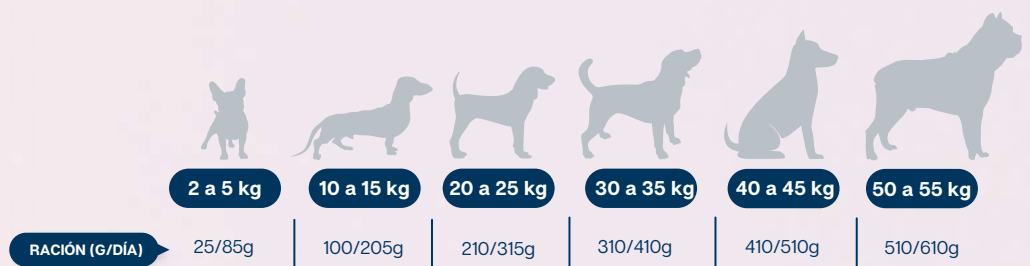 2 a 5 kg 10 a 15 kg 20 a 25 kg 30 a 35 kg 40 a 45 kg 50 a 55 kg
RACIÓN (G/DÍA) 25/85g 100/205g 210/315g 310/410g 410/510g 510/610g